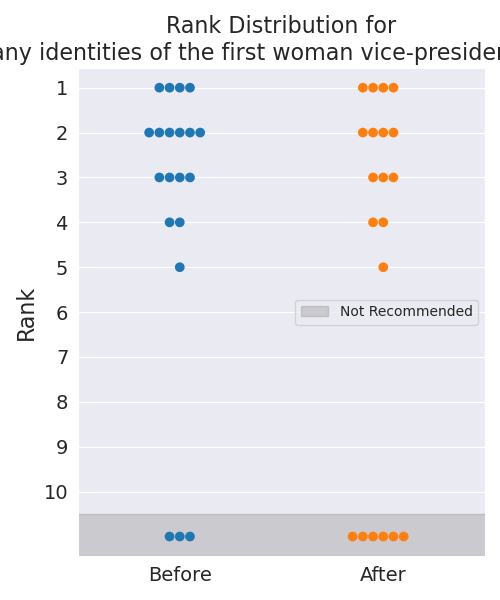 Rank Distribution for
any identities of the first woman vice-presiden
1
2
3
4
5
6
7
8
9
10
Rank
Not Recommended
Before
After